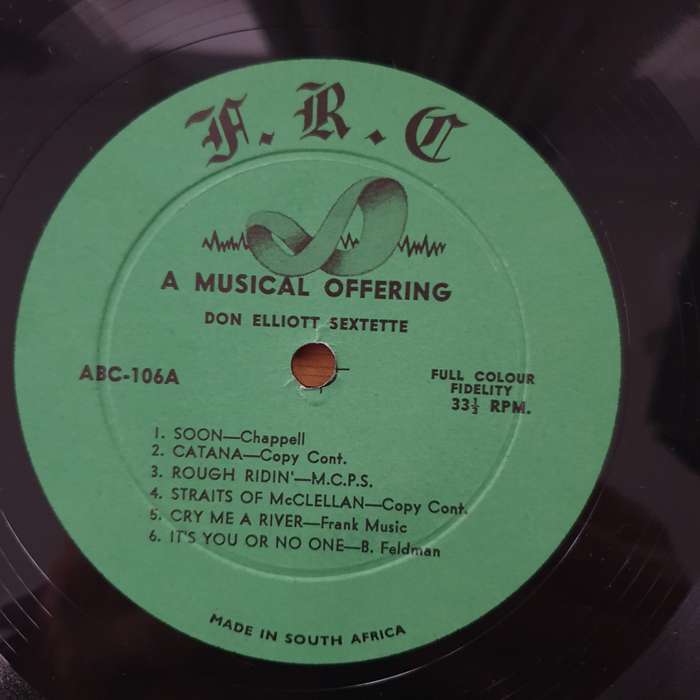 F. R. C
A MUSICAL OFFERING
DON ELLIOTT SEXTETTE
ABC-106A
FULL COLOUR
FIDELITY
33⅓ RPM.
1. SOON—Chappell
2. CATANA—Copy Cont.
3. ROUGH RIDIN'—M.C.P.S.
4. STRAITS OF McCLELLAN—Copy Cont.
5. CRY ME A RIVER—Frank Music
6. IT'S YOU OR NO ONE—B. Feldman
MADE IN SOUTH AFRICA